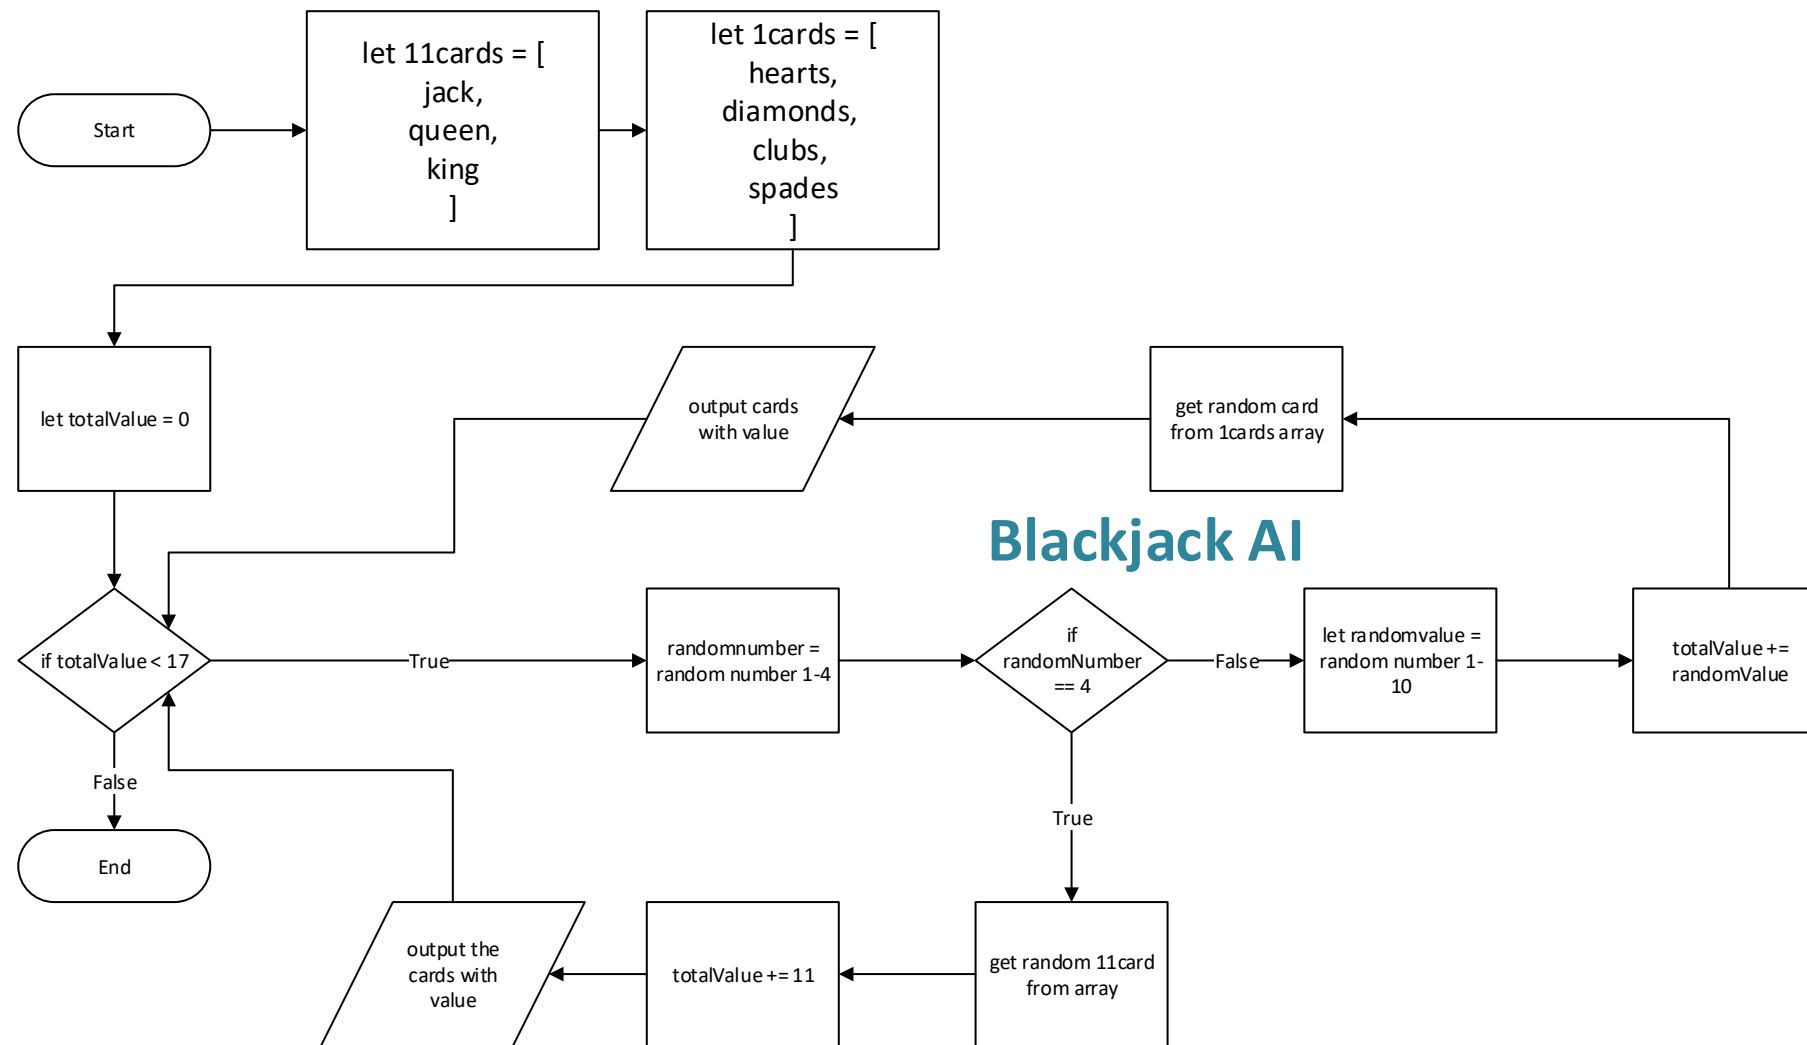 Start
let 11cards = [
jack,
queen,
king
]
let 1cards = [
hearts,
diamonds,
clubs,
spades
]
let totalValue = 0
output cards
with value
get random card
from 1cards array
Blackjack AI
if totalValue < 17
True
randomnumber =
random number 1-4
if
randomNumber
== 4
False
let randomvalue =
random number 1-
10
totalValue +=
randomValue
False
True
End
output the
cards with
value
totalValue += 11
get random 11card
from array